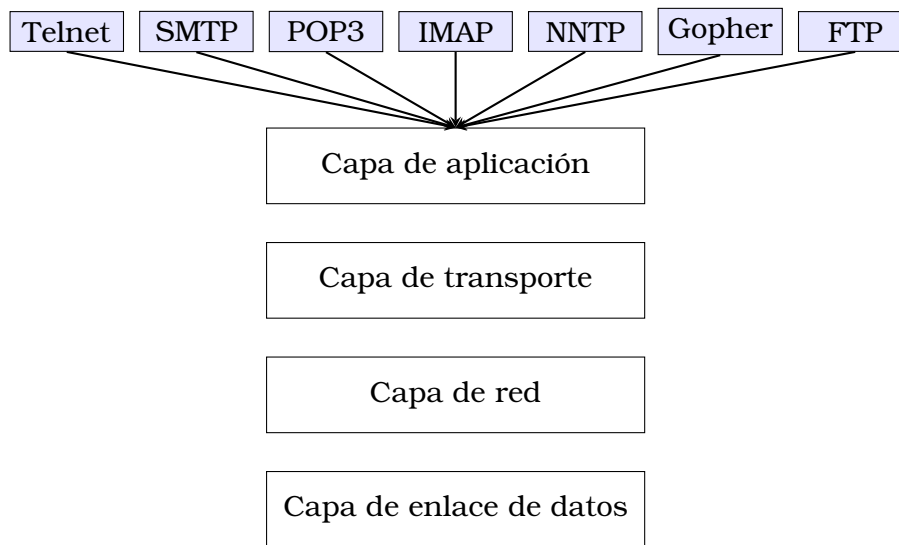 Telnet SMTP POP3 IMAP NNTP Gopher FTP
Capa de aplicación
Capa de transporte
Capa de red
Capa de enlace de datos